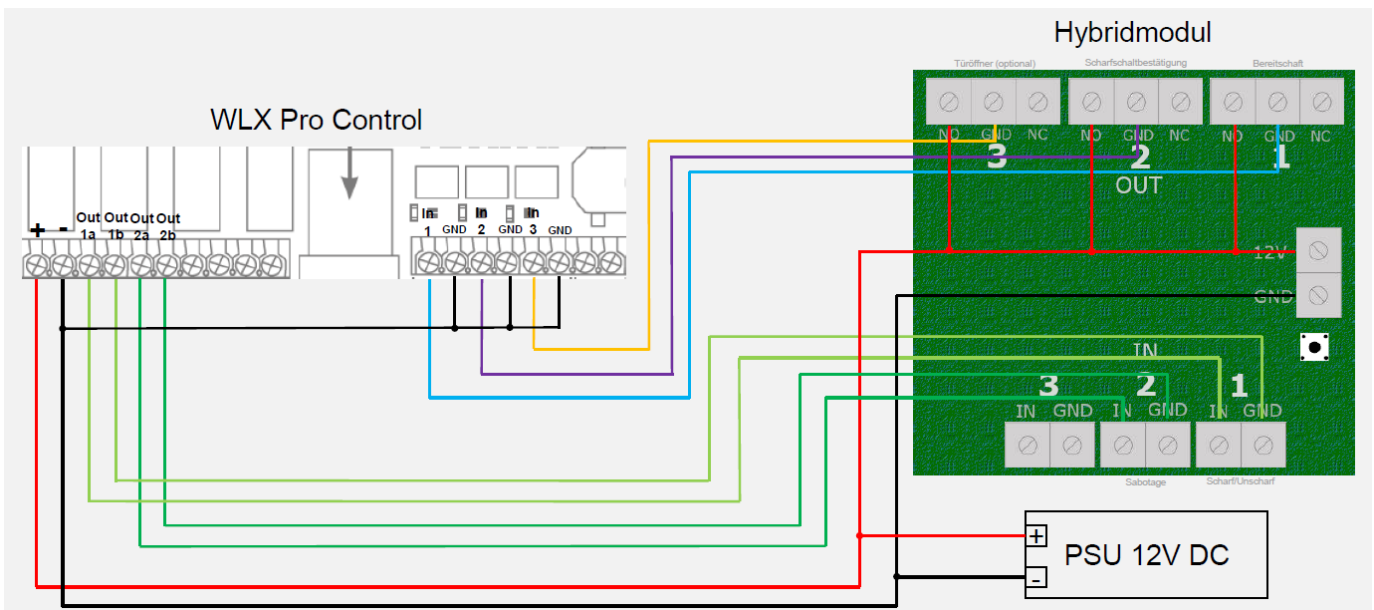 Hybridmodul
Türöffner (optional) Scharfschaltbestätigung Bereitschaft
WLX Pro Control
NO GND NC NO GND NC NO GND NC
3 2 1
OUT
Out Out Out Out
+ - 1a 1b 2a 2b
In In In
1 GND 2 GND 3 GND
12V
GND
IN
3 2 1
IN GND IN GND IN GND
Sabotage Scharf/Unscharf
+
PSU 12V DC
-